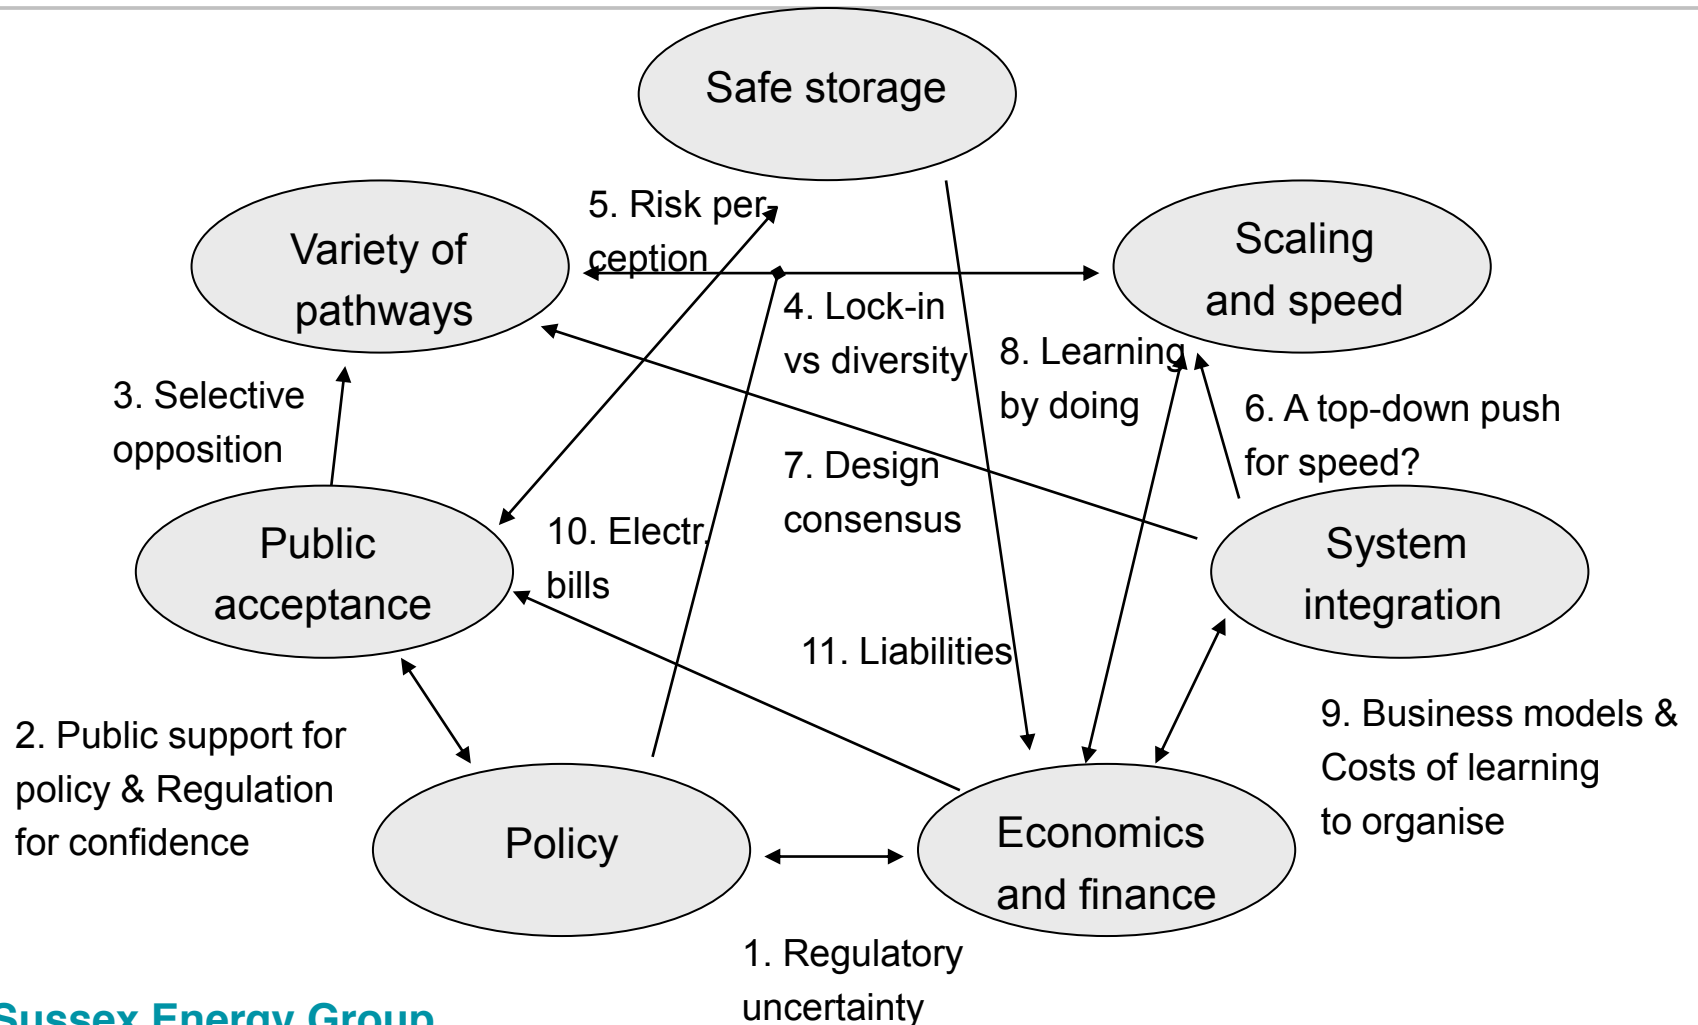 Safe storage
5. Risk per-
ception
Variety of
pathways
Scaling
and speed
4. Lock-in
vs diversity
8. Learning
by doing
3. Selective
opposition
6. A top-down push
for speed?
7. Design
consensus
Public
acceptance
10. Electr.
bills
System
integration
11. Liabilities
2. Public support for
policy & Regulation
for confidence
9. Business models &
Costs of learning
to organise
Policy
Economics
and finance
1. Regulatory
uncertainty
Sussex Energy Group